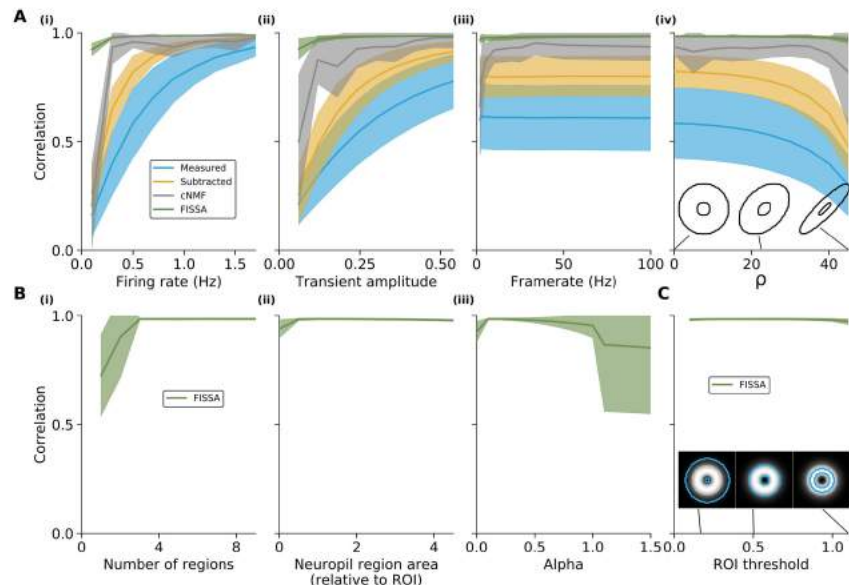 A (i) (ii) (iii) (iv)
1.0
0.5
0.0
Correlation
Measured
Subtracted
cNMF
FISSA
0.0 0.5 1.0 1.5
Firing rate (Hz)
0.00 0.25 0.50
Transient amplitude
0 50 100
Framerate (Hz)
0 20 40
ρ
B (i) (ii) (iii) C
1.0
0.5
0.0
Correlation
FISSA
FISSA
0 4 8
Number of regions
0 2 4
Neuropil region area
(relative to ROI)
0.0 0.5 1.0 1.5
Alpha
0.0 0.5 1.0
ROI threshold